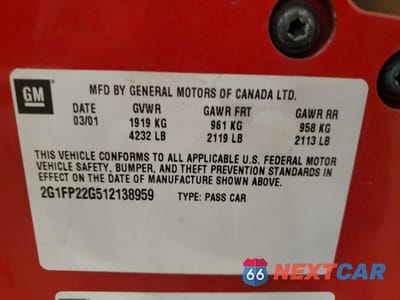 GM
MFD BY GENERAL MOTORS OF CANADA LTD.
DATE GVWR GAWR FRT GAWR RR
03/01 1919 KG 961 KG 958 KG
4232 LB 2119 LB 2113 LB
THIS VEHICLE CONFORMS TO ALL APPLICABLE U.S. FEDERAL MOTOR
VEHICLE SAFETY, BUMPER, AND THEFT PREVENTION STANDARDS IN
EFFECT ON THE DATE OF MANUFACTURE SHOWN ABOVE.
2G1FP22G512138959 TYPE: PASS CAR
66 NEXTCAR